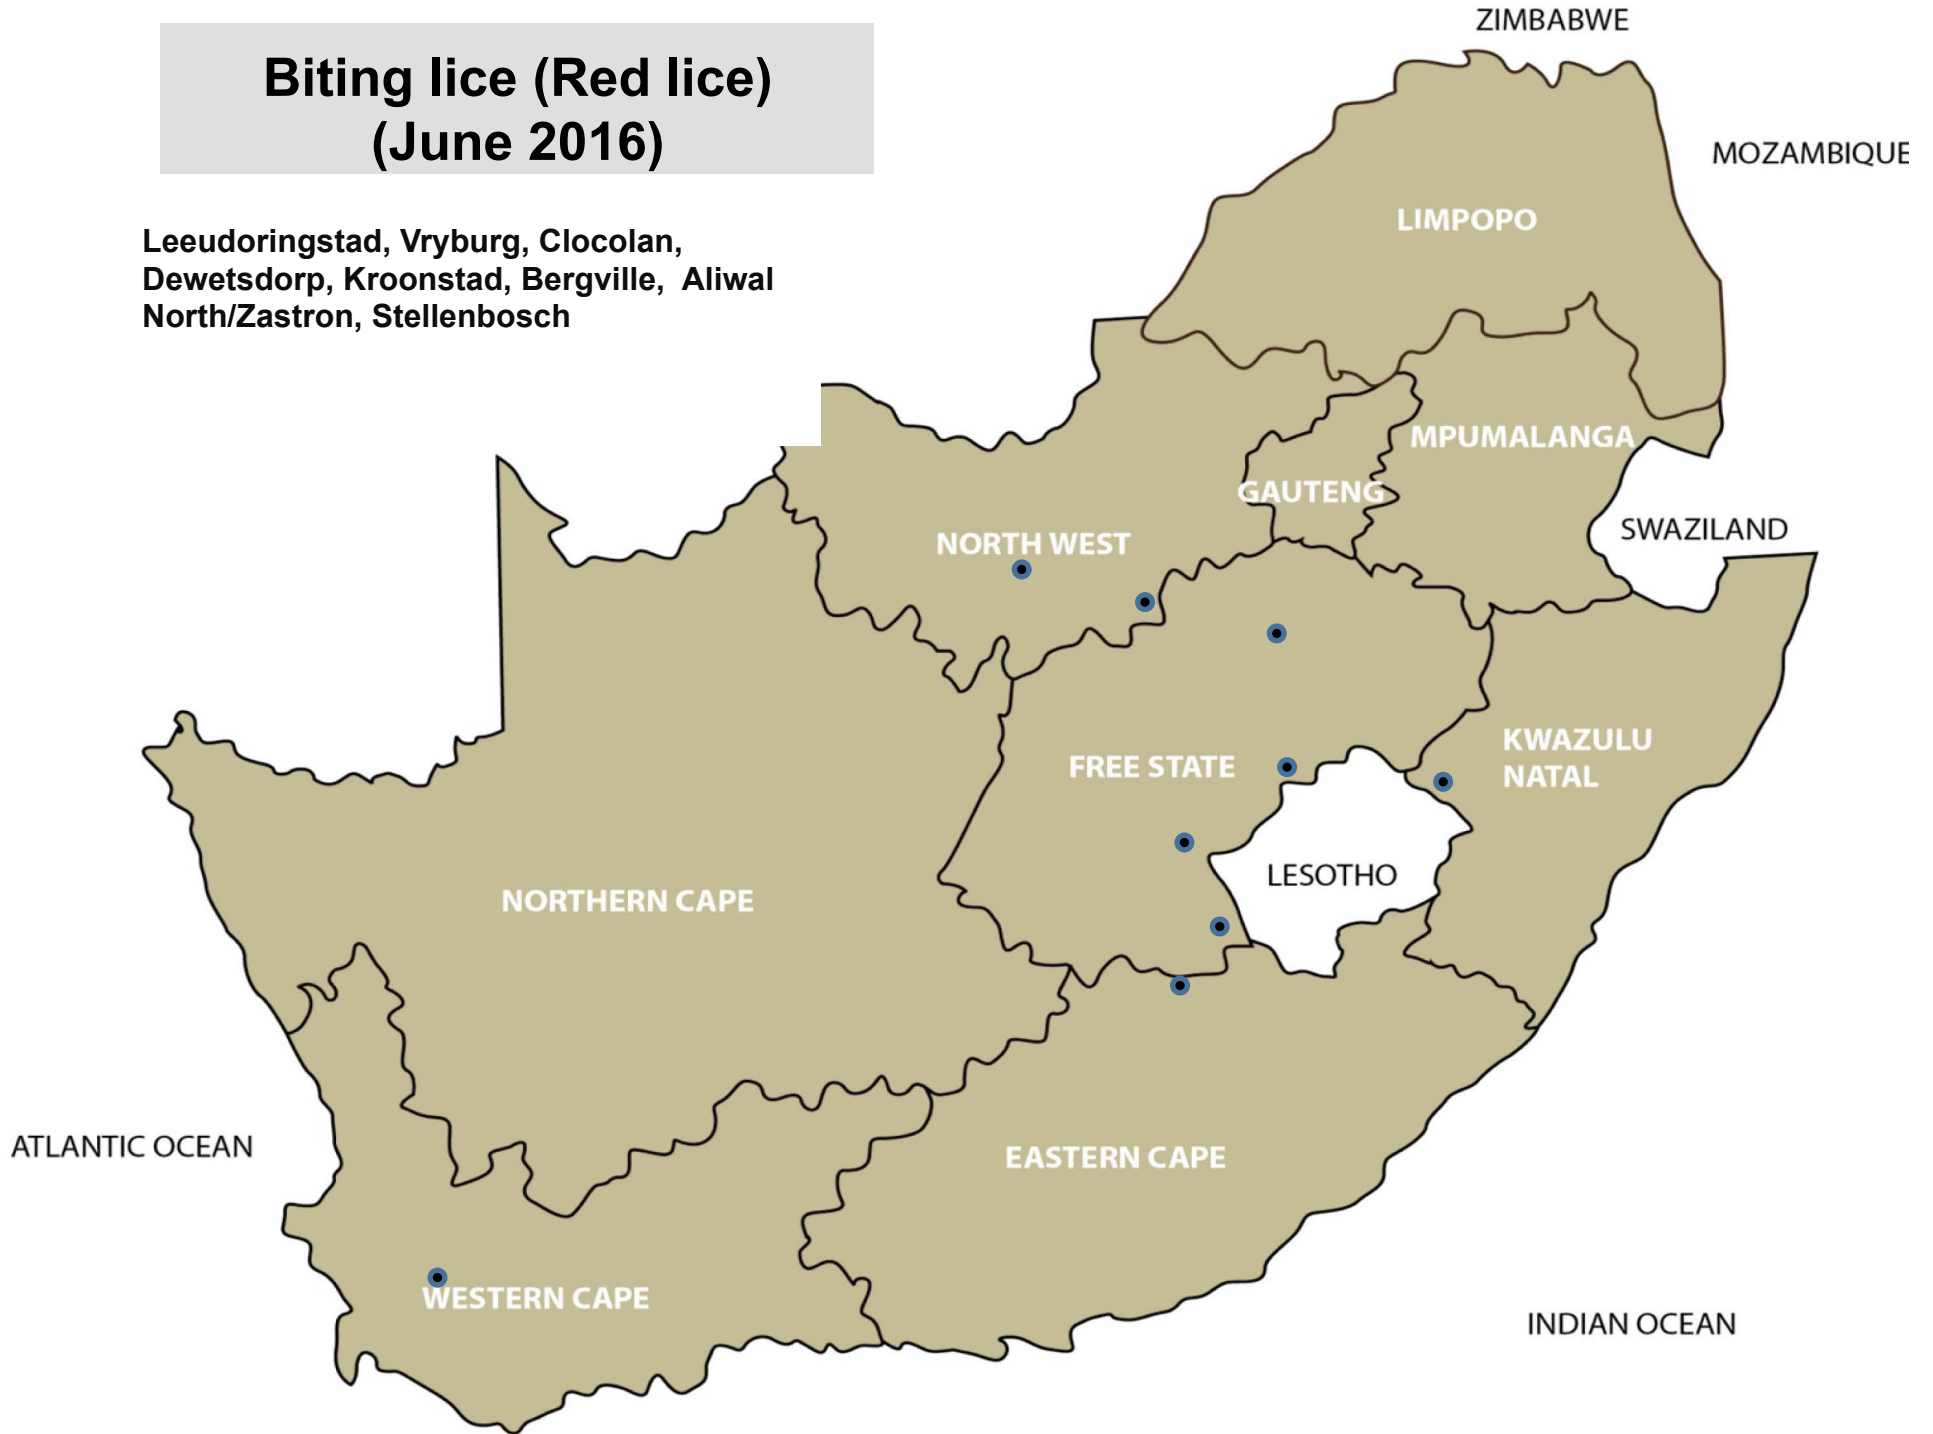 Biting lice (Red lice)
(June 2016)
Leeudoringstad, Vryburg, Clocolan,
Dewetsdorp, Kroonstad, Bergville, Aliwal
North/Zastron, Stellenbosch
ZIMBABWE
MOZAMBIQUE
LIMPOPO
MPUMALANGA
GAUTENG
SWAZILAND
NORTH WEST
KWAZULU
NATAL
FREE STATE
LESOTHO
NORTHERN CAPE
ATLANTIC OCEAN
EASTERN CAPE
WESTERN CAPE
INDIAN OCEAN